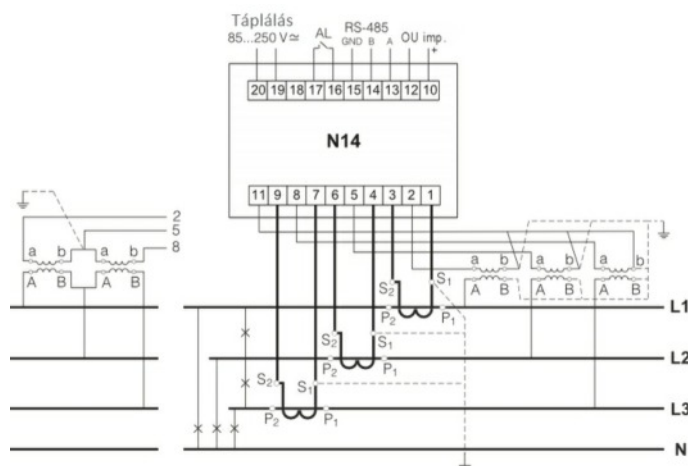 Táplálás
85...250 V≂
AL
RS-485
GND B A
OU imp.
+
20 19 18 17 16 15 14 13 12 10
N14
11 9 8 7 6 5 4 3 2 1
2
5
8
a b a b
A B A B
a b a b a b
A B A B A B
S2 S1
P2 P1
L1
S2 S1
P2 P1
L2
S2 S1
P2 P1
L3
N